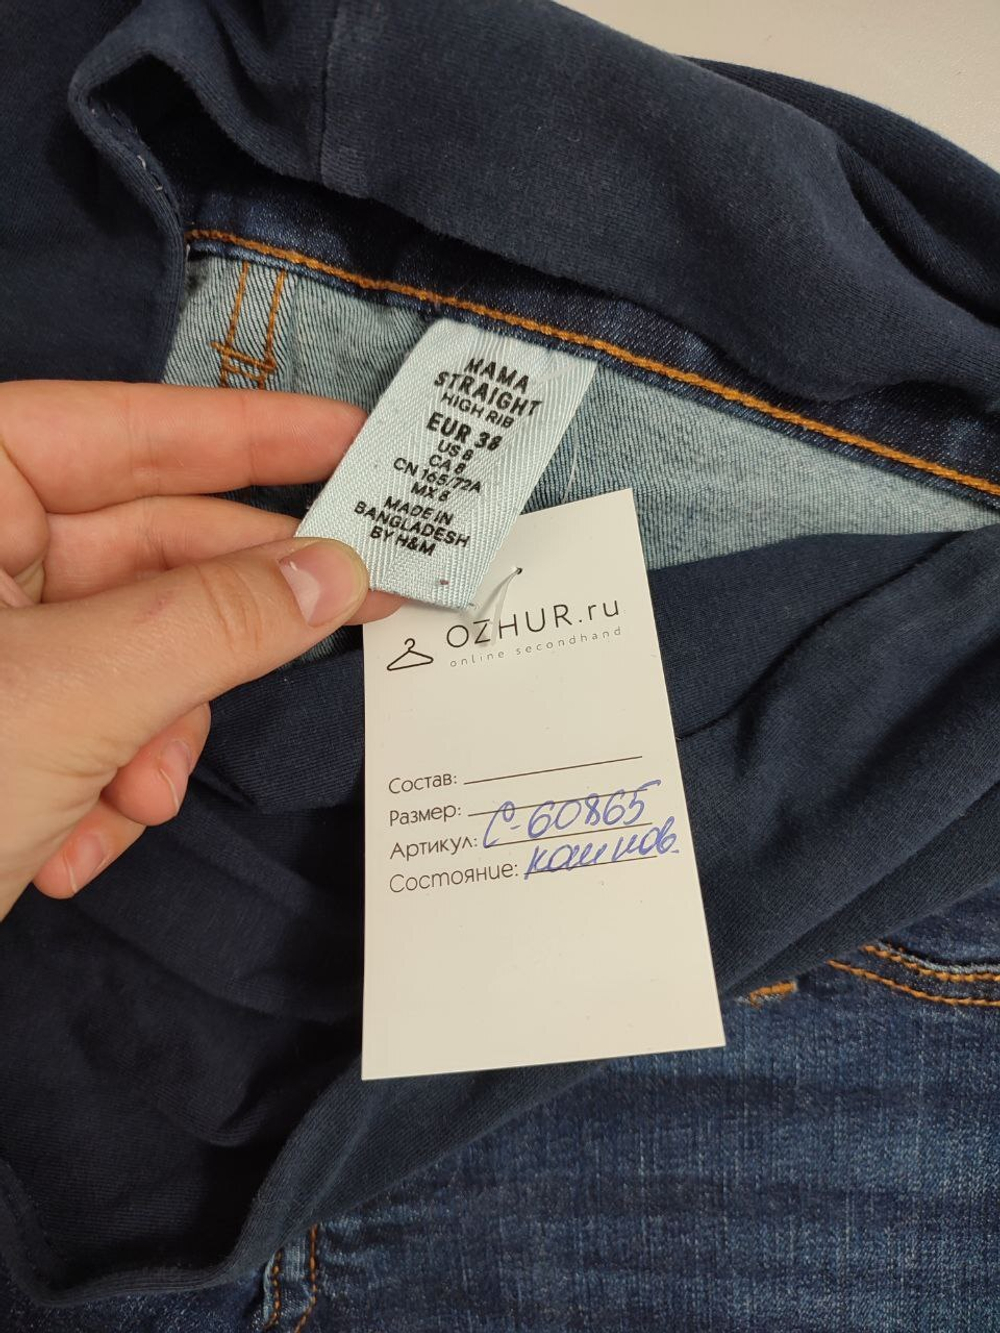 MAMA
STRAIGHT
HIGH RIB
EUR 38
US 8
CA 8
CN 165/72A
MX 8
MADE IN
BANGLADESH
BY H&M
OZHUR.ru
online secondhand
Состав:
Размер:
Артикул: С-60865
Состояние: